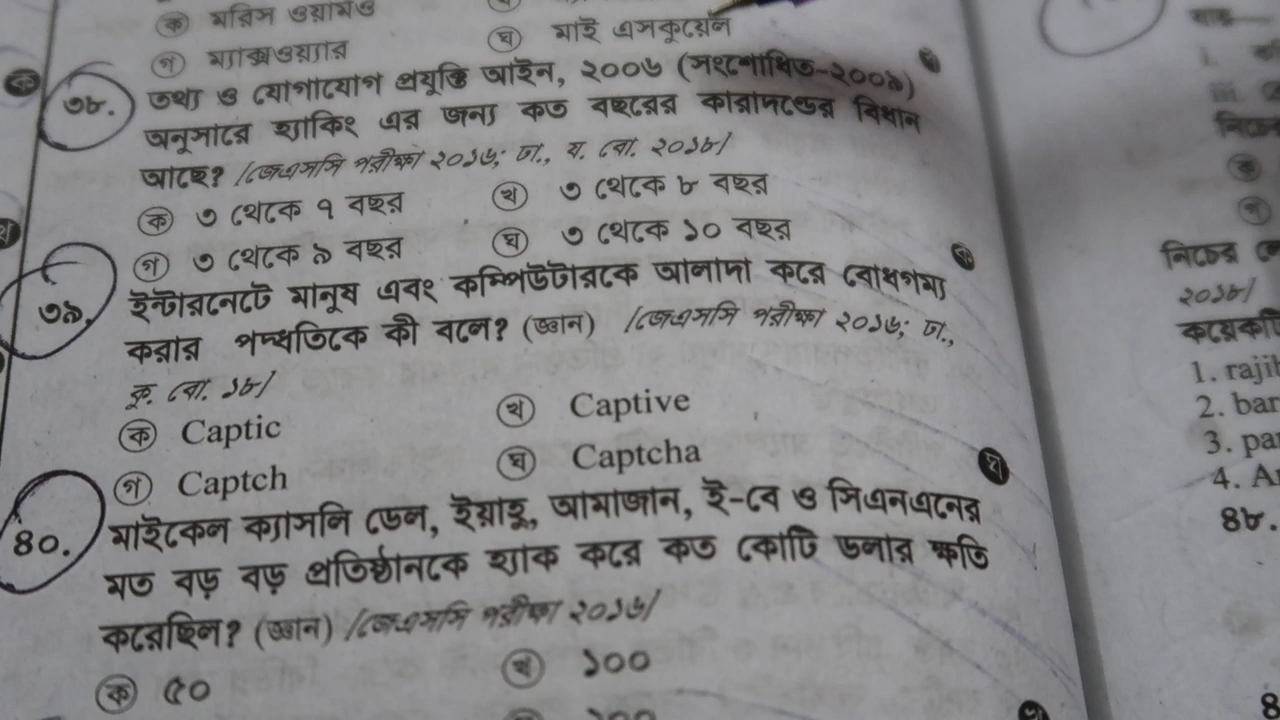 ক মরিস ওয়ার্মও
গ ম্যাক্সওয়্যার ঘ মাই এসকুয়েল
৩৮. তথ্য ও যোগাযোগ প্রযুক্তি আইন, ২০০৬ (সংশোধিত-২০০৯)
অনুসারে হ্যাকিং এর জন্য কত বছরের কারাদণ্ডের বিধান
আছে? [জেএসসি পরীক্ষা ২০১৬; ঢা., য. বো. ২০১৮]
ক ৩ থেকে ৭ বছর খ ৩ থেকে ৮ বছর
গ ৩ থেকে ৯ বছর ঘ ৩ থেকে ১০ বছর
ক
৩৯. ইন্টারনেটে মানুষ এবং কম্পিউটারকে আলাদা করে বোধগম্য
করার পদ্ধতিকে কী বলে? (জ্ঞান) [জেএসসি পরীক্ষা ২০১৬; ঢা.,
কু. বো. ১৮]
ক Captic খ Captive
গ Captch ঘ Captcha
ঘ
৪০. মাইকেল ক্যাসলি ডেল, ইয়াহু, আমাজান, ই-বে ও সিএনএনের
মত বড় বড় প্রতিষ্ঠানকে হ্যাক করে কত কোটি ডলার ক্ষতি
করেছিল? (জ্ঞান) [জেএসসি পরীক্ষা ২০১৬]
ক ৫০ খ ১০০
নিচের
২০১৮]
1. rajib
2. ban
3. pa
4. A
৪৮.